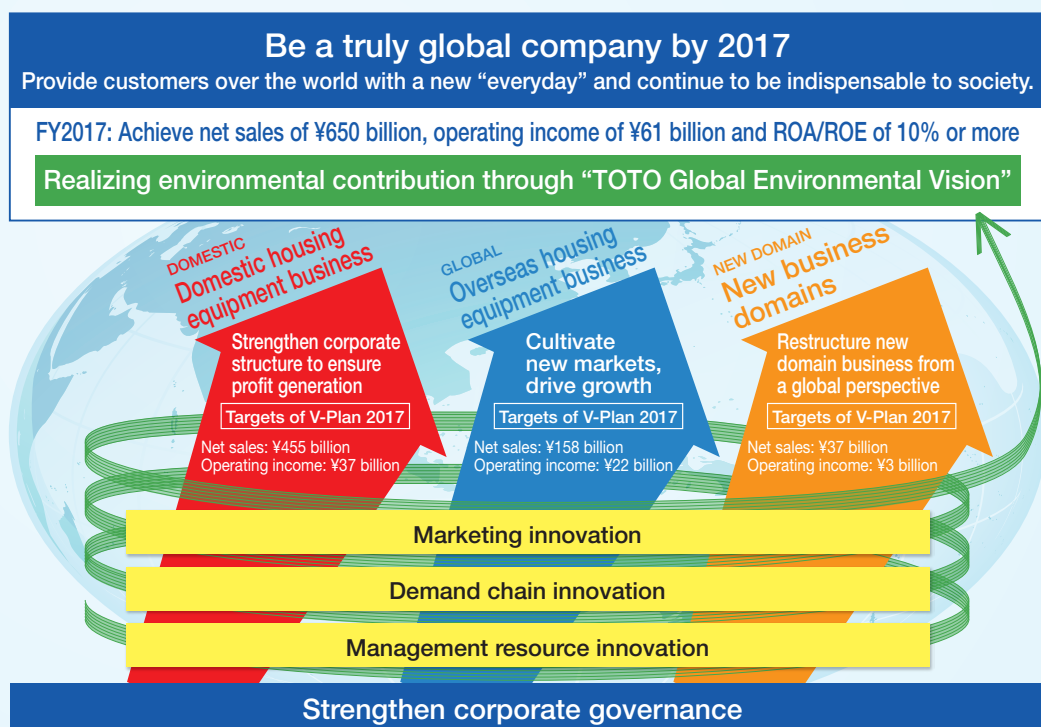 Be a truly global company by 2017
Provide customers over the world with a new “everyday” and continue to be indispensable to society.
FY2017: Achieve net sales of ¥650 billion, operating income of ¥61 billion and ROA/ROE of 10% or more
Realizing environmental contribution through “TOTO Global Environmental Vision”
DOMESTIC
Domestic housing
equipment business
Strengthen corporate
structure to ensure
profit generation
Targets of V-Plan 2017
Net sales: ¥455 billion
Operating income: ¥37 billion
GLOBAL
Overseas housing
equipment business
Cultivate
new markets,
drive growth
Targets of V-Plan 2017
Net sales: ¥158 billion
Operating income: ¥22 billion
NEW DOMAIN
New business
domains
Restructure new
domain business from
a global perspective
Targets of V-Plan 2017
Net sales: ¥37 billion
Operating income: ¥3 billion
Marketing innovation
Demand chain innovation
Management resource innovation
Strengthen corporate governance